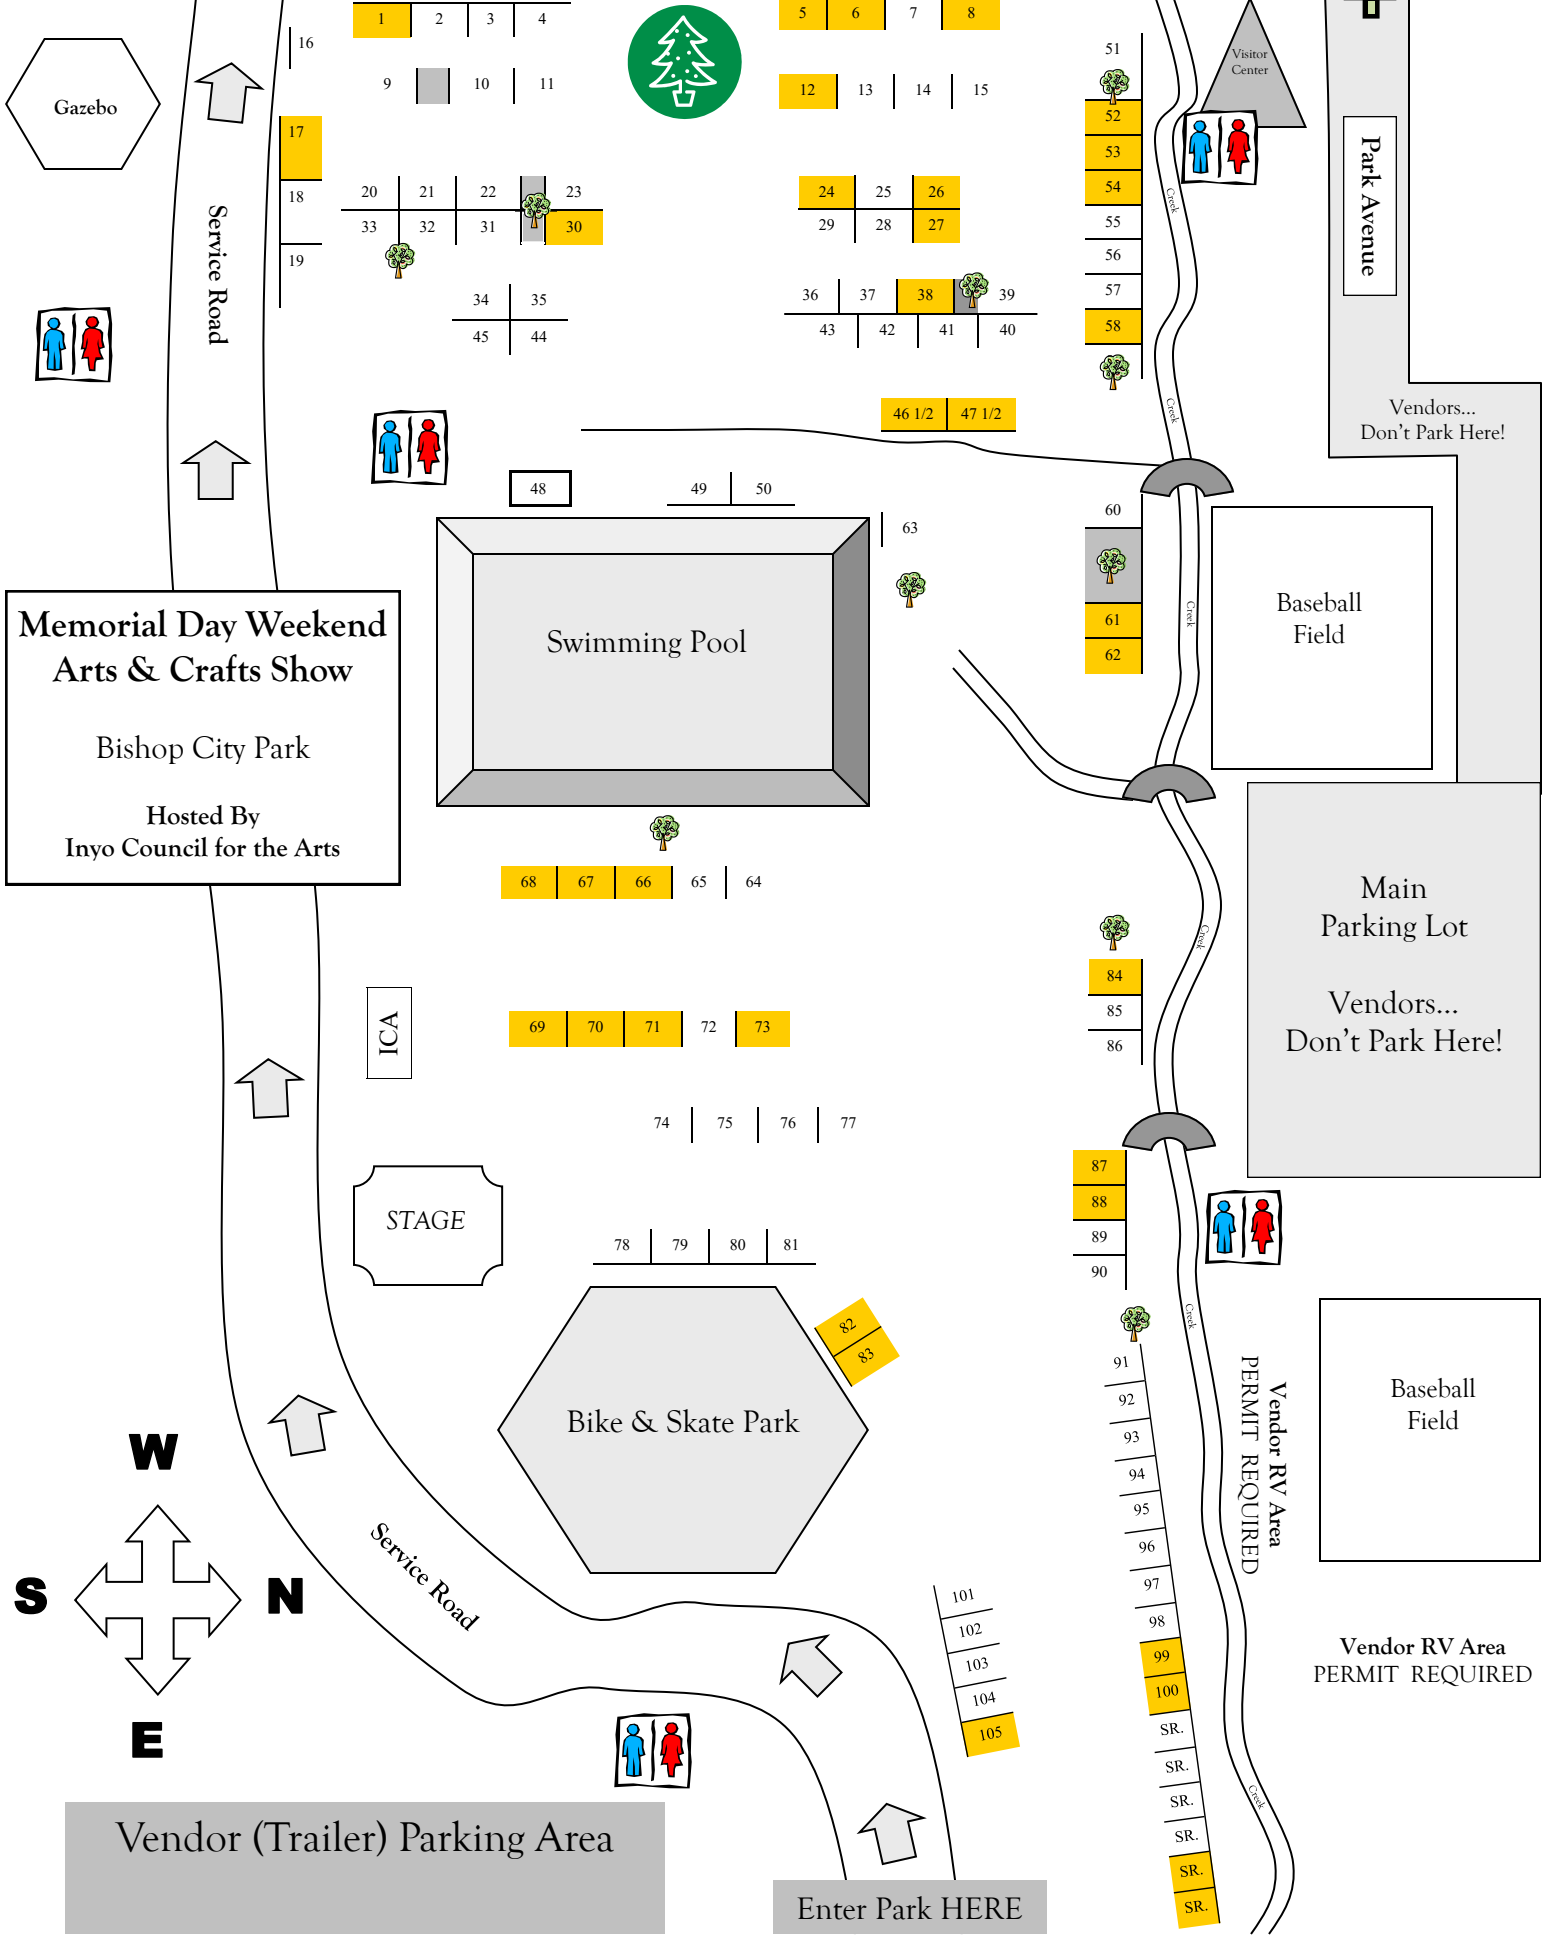 1 2 3 4
5 6 7 8
16
9 10 11
12 13 14 15
51
Visitor
Center
Gazebo
17
18
19
52
53
54
55
56
57
58
Park Avenue
Service Road
20 21 22 23
33 32 31 30
24 25 26
29 28 27
Creek
34 35
45 44
36 37 38 39
43 42 41 40
46 1/2 47 1/2
Creek
Vendors...
Don't Park Here!
48
49 50
63
60
61
62
Creek
Baseball
Field
Swimming Pool
Memorial Day Weekend
Arts & Crafts Show
Bishop City Park
Hosted By
Inyo Council for the Arts
68 67 66 65 64
Creek
Main
Parking Lot
Vendors...
Don't Park Here!
84
85
86
ICA
69 70 71 72 73
74 75 76 77
STAGE
87
88
89
90
78 79 80 81
82
83
Creek
Bike & Skate Park
91
92
93
94
95
96
97
98
99
100
SR.
SR.
SR.
SR.
SR.
SR.
Vendor RV Area
PERMIT REQUIRED
Baseball
Field
W
S N
E
Service Road
101
102
103
104
105
Vendor RV Area
PERMIT REQUIRED
Creek
Vendor (Trailer) Parking Area
Enter Park HERE